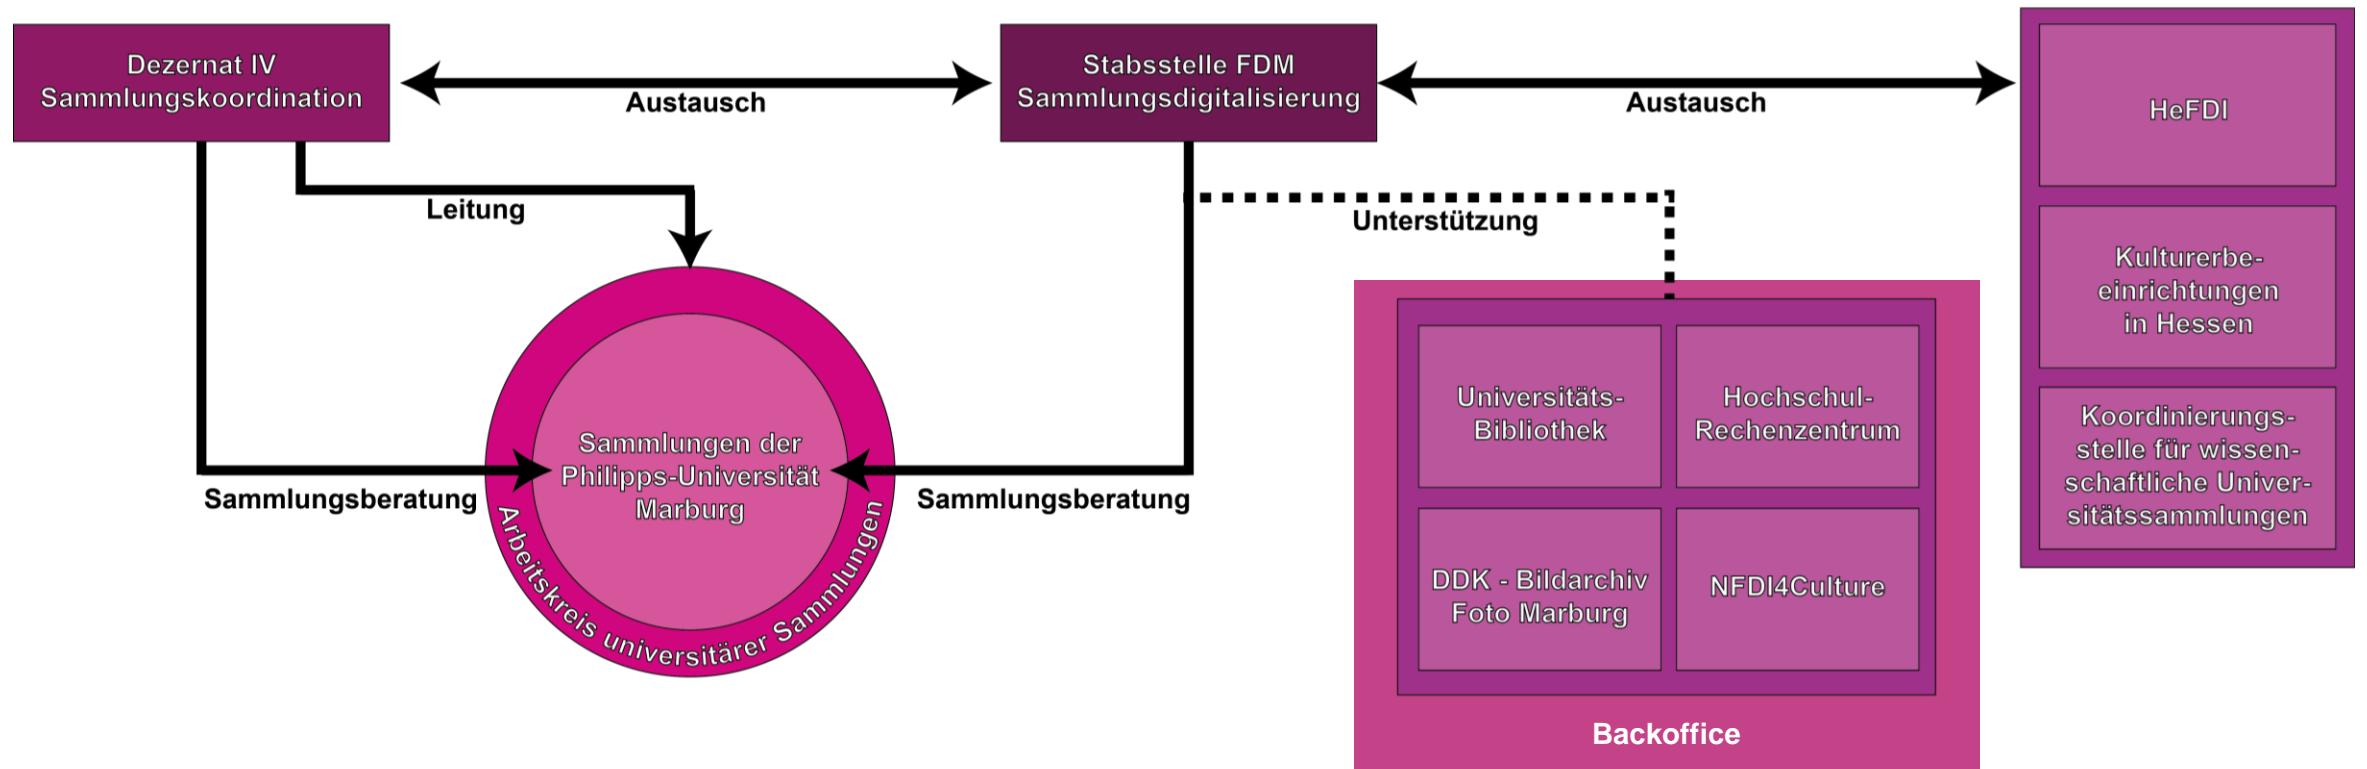 Dezernat IV
Sammlungskoordination
Austausch
Stabsstelle FDM
Sammlungsdigitalisierung
Austausch
HeFDI
Kulturerbe-
einrichtungen
in Hessen
Koordinierungs-
stelle für wissen-
schaftliche Univer-
sitätssammlungen
Leitung
Unterstützung
Sammlungen der
Philipps-Universität
Marburg
Arbeitskreis universitärer Sammlungen
Sammlungsberatung
Sammlungsberatung
Universitäts-
Bibliothek
Hochschul-
Rechenzentrum
DDK - Bildarchiv
Foto Marburg
NFDI4Culture
Backoffice